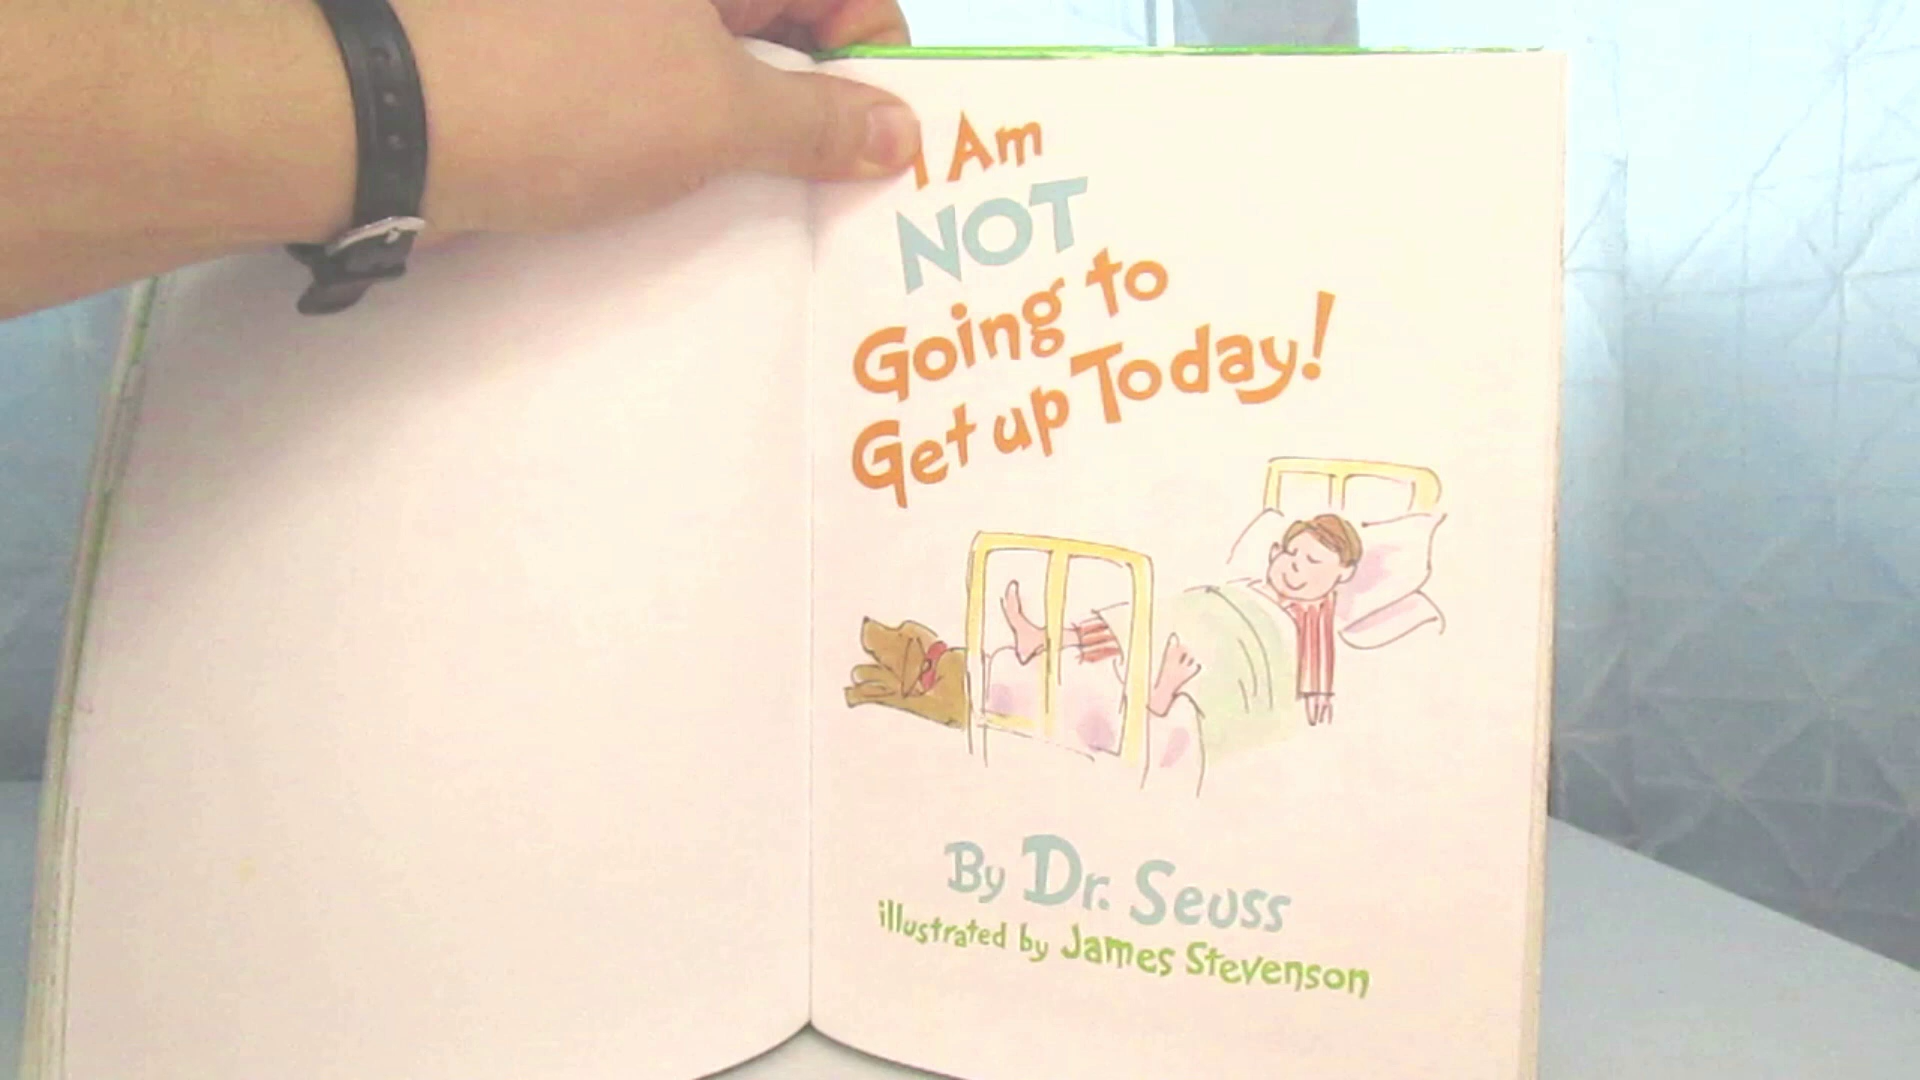 I Am
NOT
Going to
Get up Today!
By Dr. Seuss
illustrated by James Stevenson